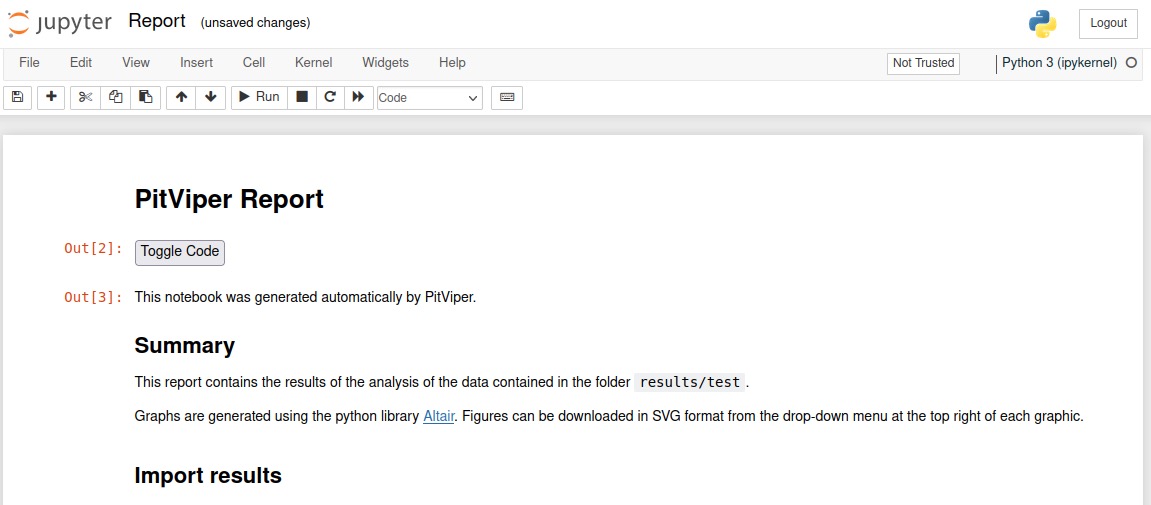 jupyter Report (unsaved changes) Logout
File Edit View Insert Cell Kernel Widgets Help Not Trusted Python 3 (ipykernel)
Run Code
PitViper Report
Out[2]: Toggle Code
Out[3]: This notebook was generated automatically by PitViper.
Summary
This report contains the results of the analysis of the data contained in the folder results/test .
Graphs are generated using the python library Altair. Figures can be downloaded in SVG format from the drop-down menu at the top right of each graphic.
Import results